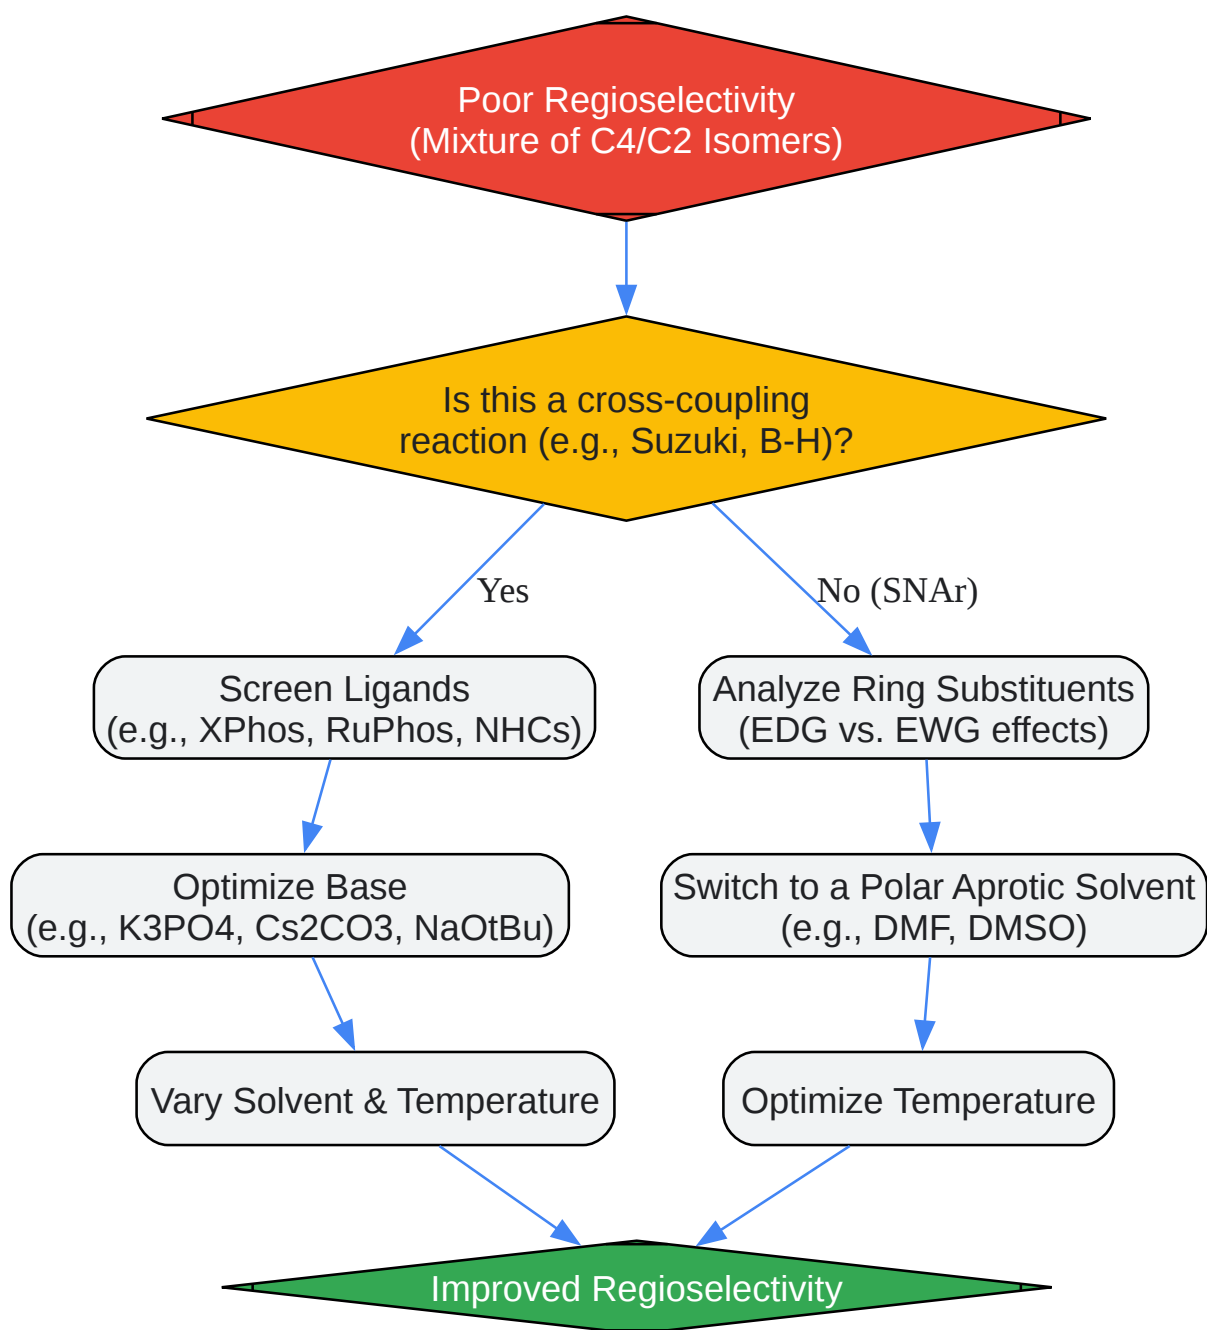 Poor Regioselectivity
(Mixture of C4/C2 Isomers)
Is this a cross-coupling
reaction (e.g., Suzuki, B-H)?
Yes
No (SNAr)
Screen Ligands
(e.g., XPhos, RuPhos, NHCs)
Analyze Ring Substituents
(EDG vs. EWG effects)
Optimize Base
(e.g., K3PO4, Cs2CO3, NaOtBu)
Switch to a Polar Aprotic Solvent
(e.g., DMF, DMSO)
Vary Solvent & Temperature
Optimize Temperature
Improved Regioselectivity